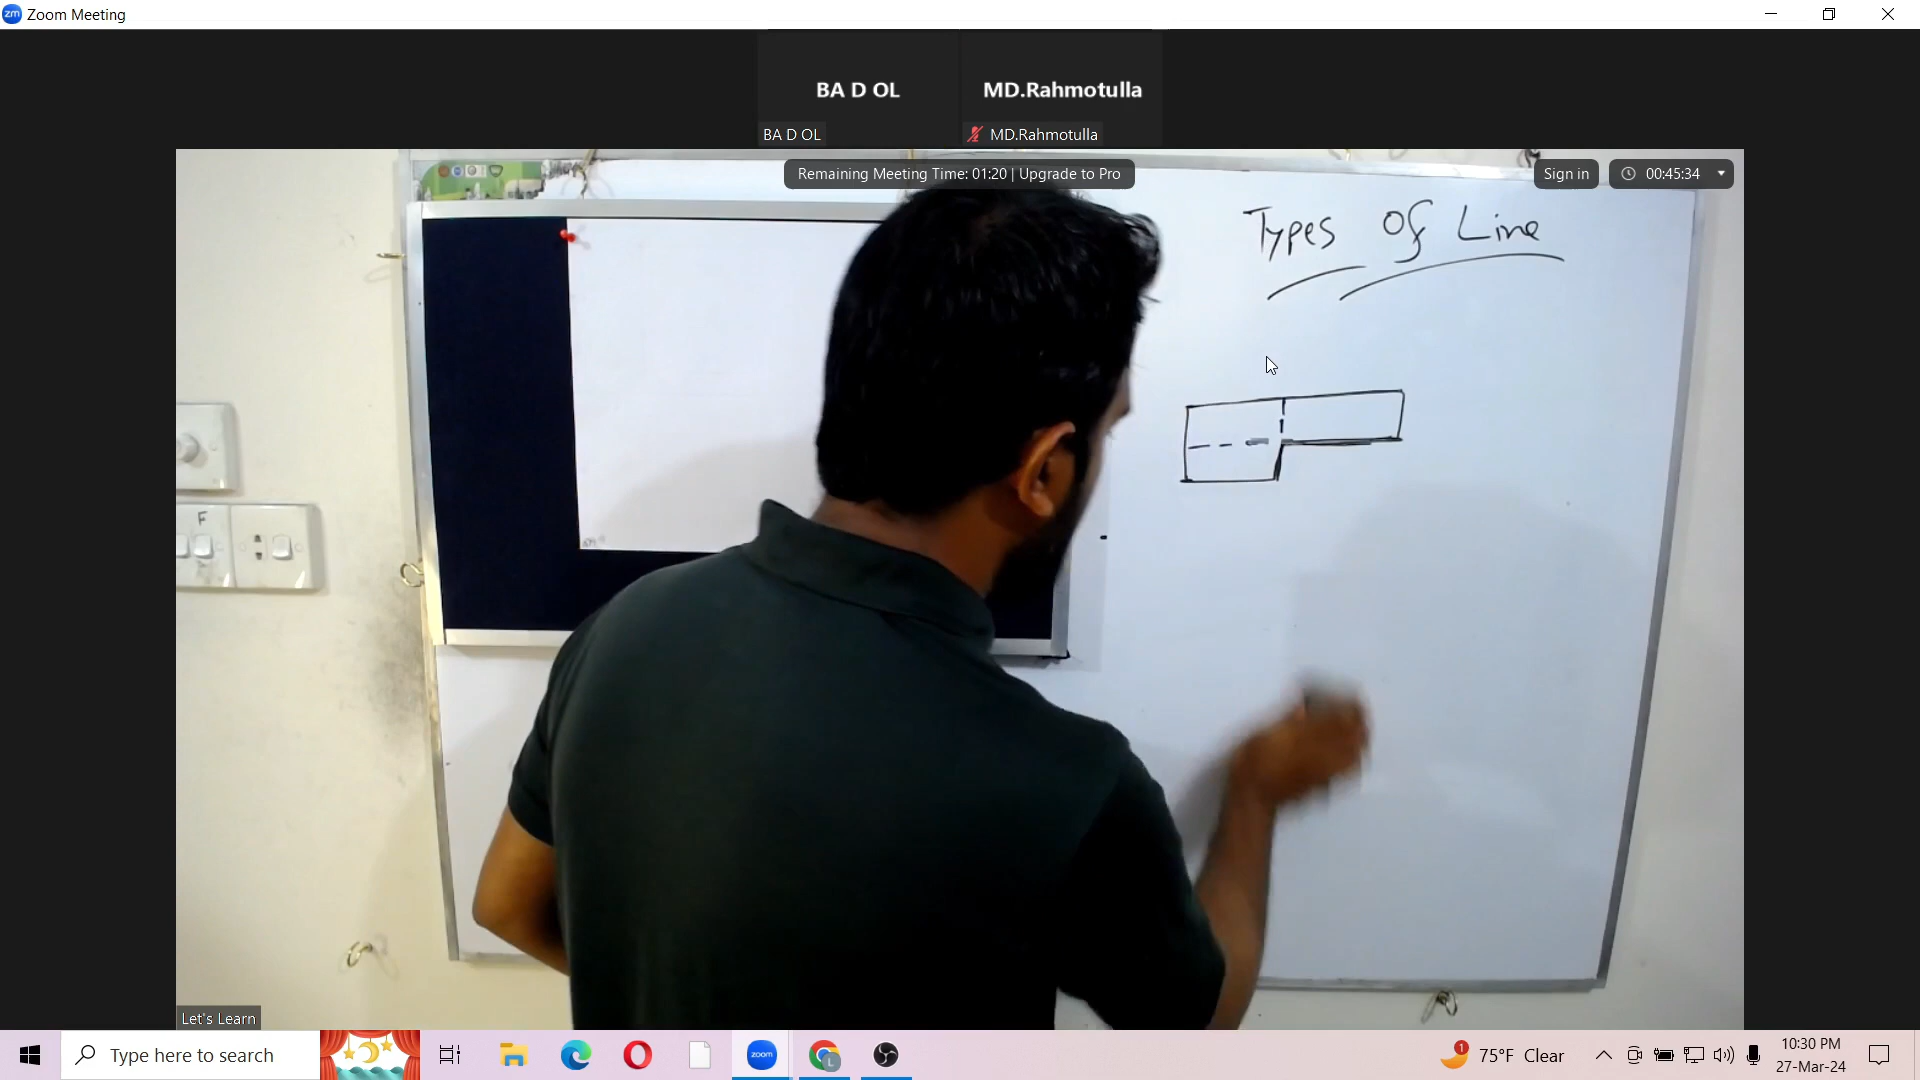 Zoom Meeting
BA D OL
MD.Rahmotulla
BA D OL
MD.Rahmotulla
Remaining Meeting Time: 01:20 | Upgrade to Pro
Sign in
00:45:34
Types Of Line
F
Let's Learn
Type here to search
zoom
L
1
75°F Clear
10:30 PM
27-Mar-24